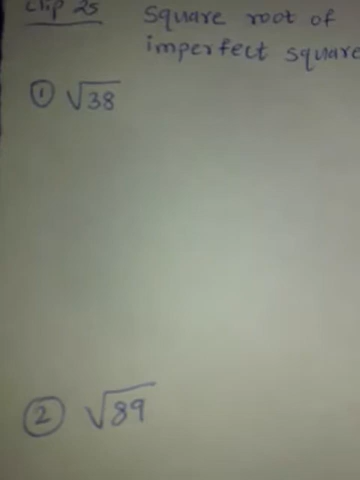 Clip 25
Square root of
imperfect square
① √38
② √89